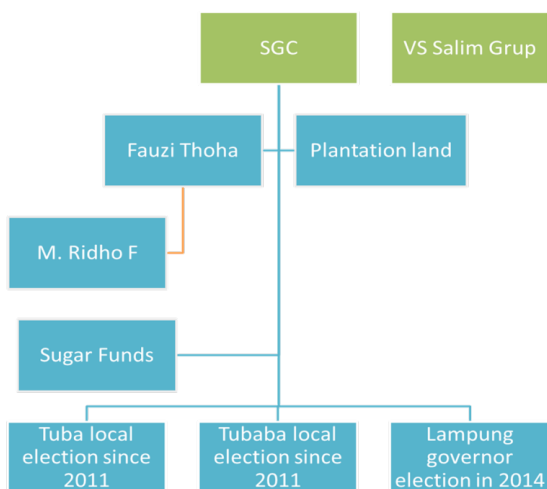 SGC
VS Salim Grup
Fauzi Thoha
Plantation land
M. Ridho F
Sugar Funds
Tuba local
election since
2011
Tubaba local
election since
2011
Lampung
governor
election in 2014